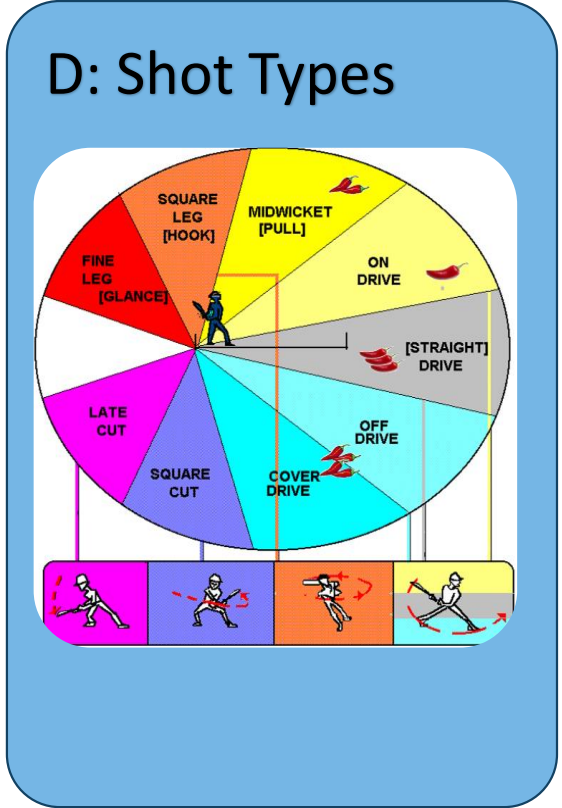 D: Shot Types
SQUARE
LEG
[HOOK]
MIDWICKET
[PULL]
FINE
LEG
[GLANCE]
ON
DRIVE
[STRAIGHT]
DRIVE
OFF
DRIVE
COVER
DRIVE
SQUARE
CUT
LATE
CUT